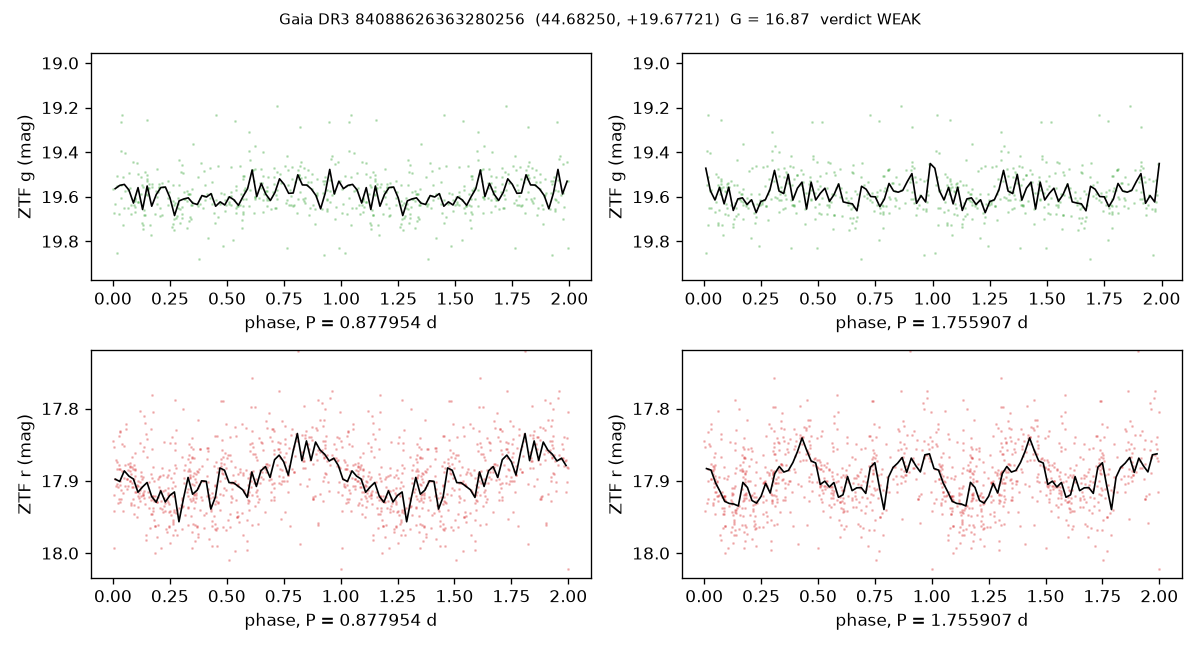 Gaia DR3 84088626363280256 (44.68250, +19.67721) G = 16.87 verdict WEAK
ZTF g (mag)
19.0
19.2
19.4
19.6
19.8
0.00 0.25 0.50 0.75 1.00 1.25 1.50 1.75 2.00
phase, P = 0.877954 d
ZTF g (mag)
19.0
19.2
19.4
19.6
19.8
0.00 0.25 0.50 0.75 1.00 1.25 1.50 1.75 2.00
phase, P = 1.755907 d
ZTF r (mag)
17.8
17.9
18.0
0.00 0.25 0.50 0.75 1.00 1.25 1.50 1.75 2.00
phase, P = 0.877954 d
ZTF r (mag)
17.8
17.9
18.0
0.00 0.25 0.50 0.75 1.00 1.25 1.50 1.75 2.00
phase, P = 1.755907 d